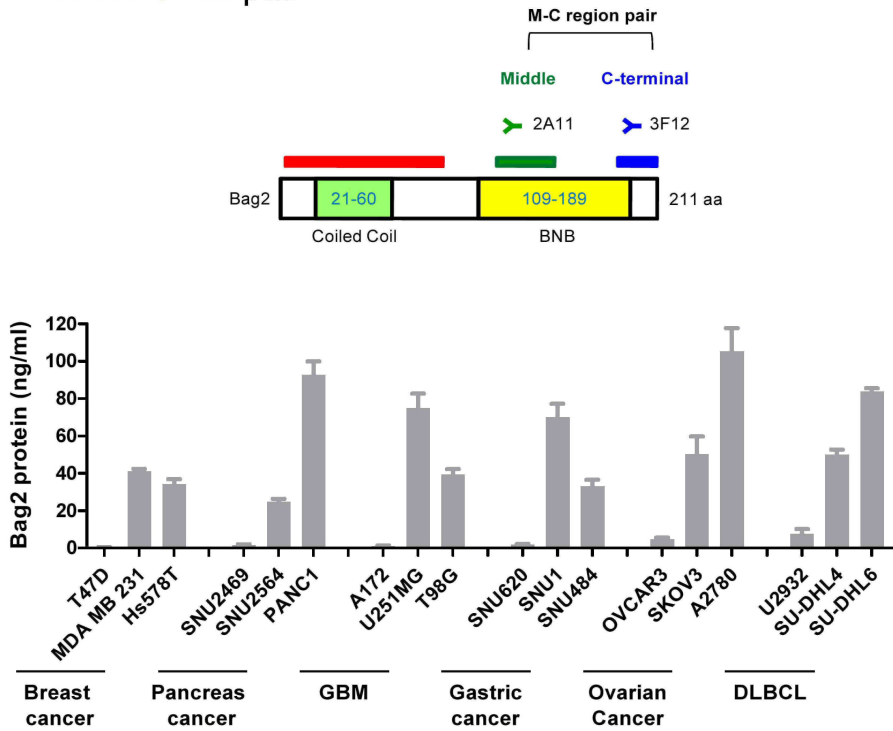 M-C region pair
Middle C-terminal
2A11 3F12
Bag2 21-60 109-189 211 aa
Coiled Coil BNB
Bag2 protein (ng/ml)
120
100
80
60
40
20
0
T47D
MDA MB 231
Hs578T
SNU2469
SNU2564
PANC1
A172
U251MG
T98G
SNU620
SNU1
SNU484
OVCAR3
SKOV3
A2780
U2932
SU-DHL4
SU-DHL6
Breast cancer
Pancreas cancer
GBM
Gastric cancer
Ovarian Cancer
DLBCL